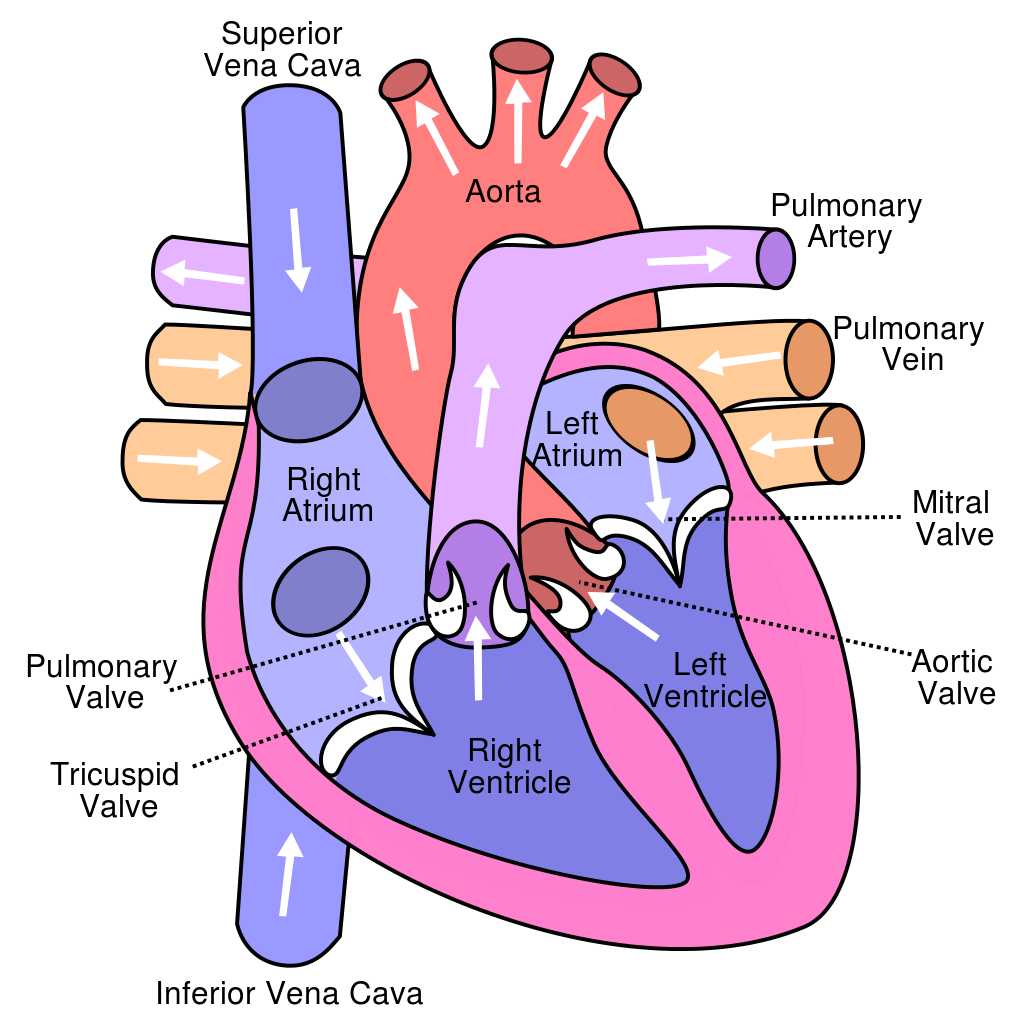 Superior
Vena Cava
Aorta
Pulmonary
Artery
Pulmonary
Vein
Left
Atrium
Right
Atrium
Mitral
Valve
Pulmonary
Valve
Left
Ventricle
Aortic
Valve
Right
Ventricle
Tricuspid
Valve
Inferior Vena Cava